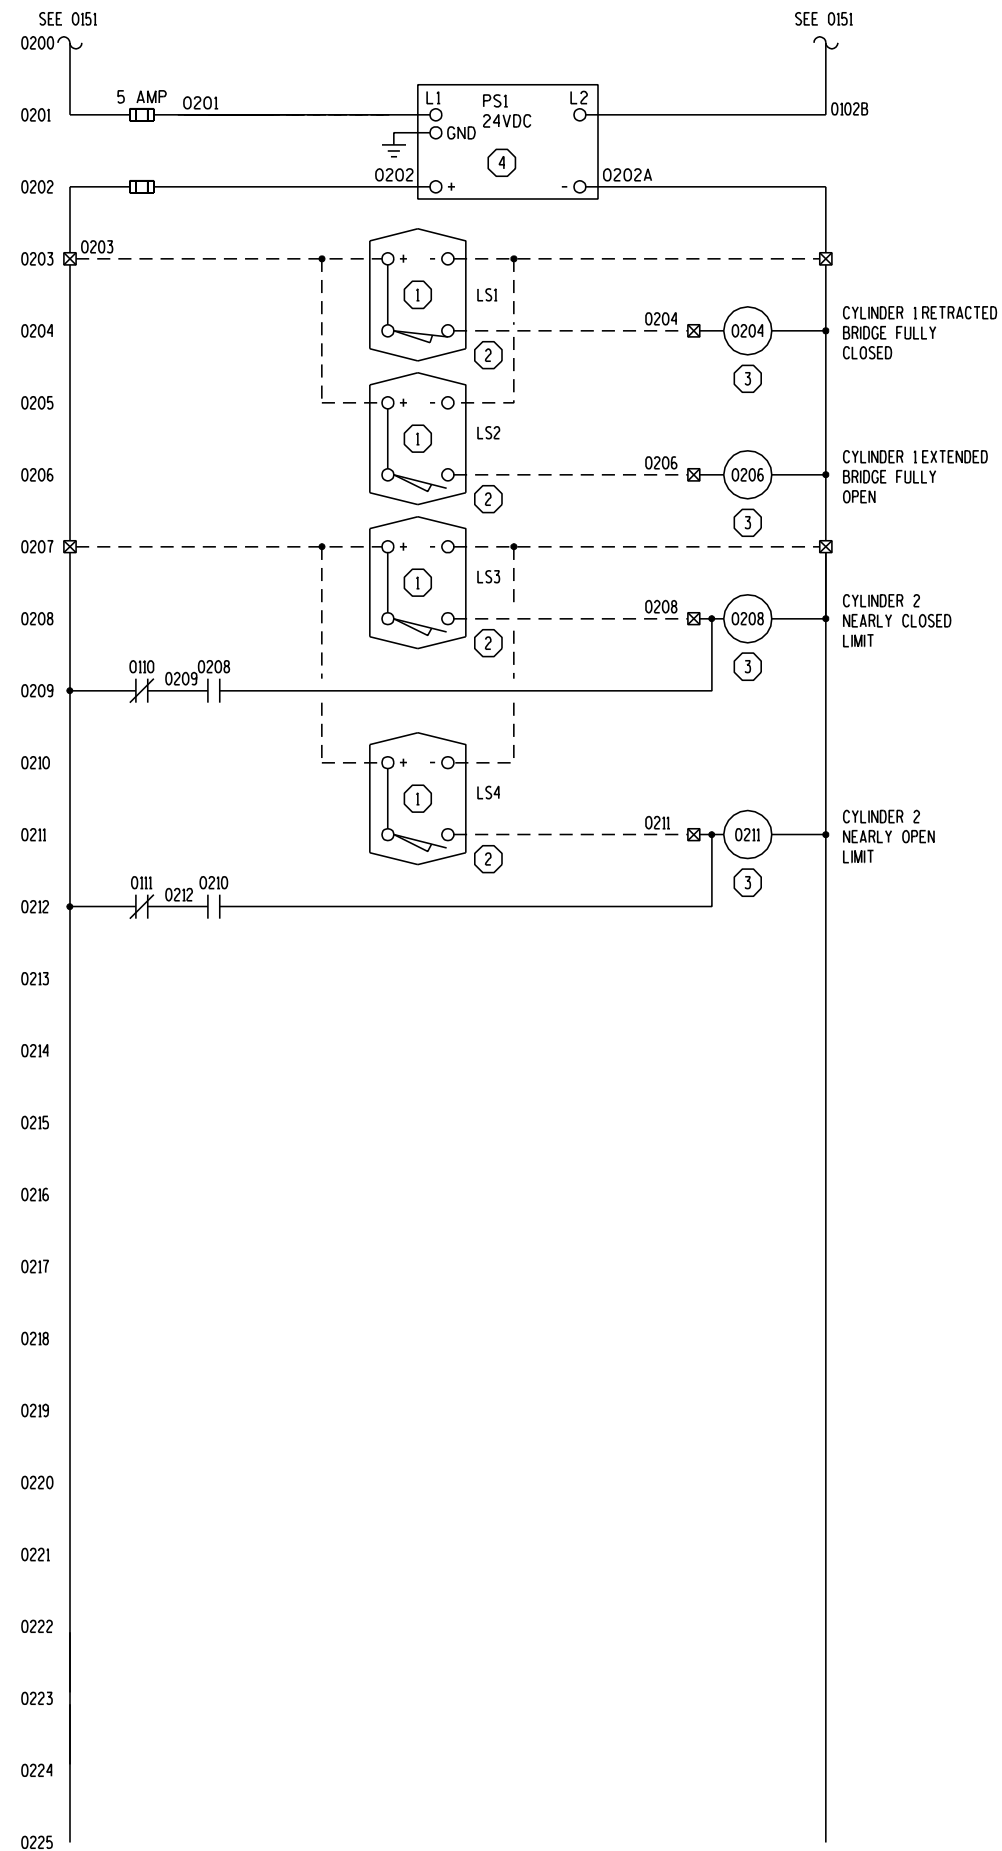 SEE 0151
SEE 0151
0200
5 AMP
0201
L1
PS1
L2
0201
24VDC
0102B
GND
4
0202
0202
+
-
0202A
0203
0203
+
-
1
LS1
0204
0204
0204
CYLINDER 1 RETRACTED
BRIDGE FULLY
CLOSED
2
3
0205
+
-
1
LS2
0206
0206
0206
CYLINDER 1 EXTENDED
BRIDGE FULLY
OPEN
2
3
0207
+
-
1
LS3
0208
0208
0208
CYLINDER 2
NEARLY CLOSED
LIMIT
2
3
0110
0208
0209
0209
0210
+
-
1
LS4
0211
0211
0211
CYLINDER 2
NEARLY OPEN
LIMIT
2
3
0111
0210
0212
0212
0213
0214
0215
0216
0217
0218
0219
0220
0221
0222
0223
0224
0225